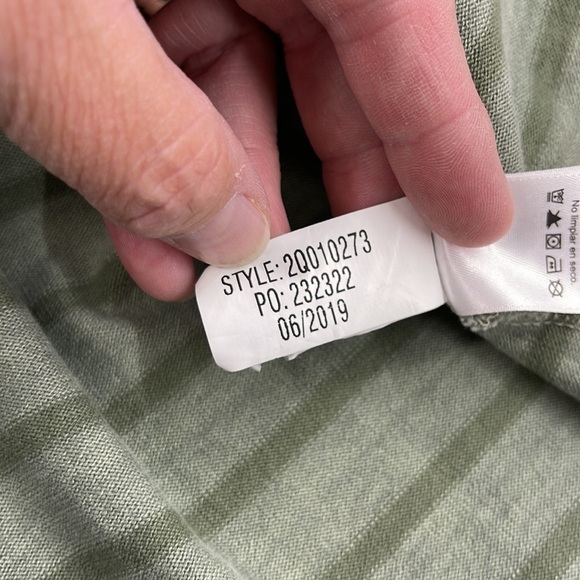 STYLE: 2Q010273
PO: 232322
06/2019
No limpiar en seco.